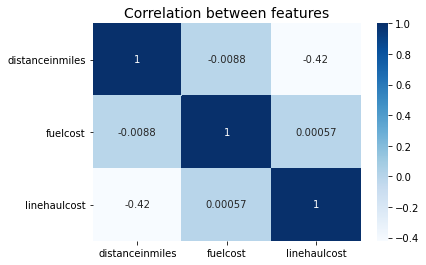 Correlation between features
distanceinmiles 1 -0.0088 -0.42
fuelcost -0.0088 1 0.00057
linehaulcost -0.42 0.00057 1
distanceinmiles fuelcost linehaulcost
1.0
0.8
0.6
0.4
0.2
0.0
−0.2
−0.4